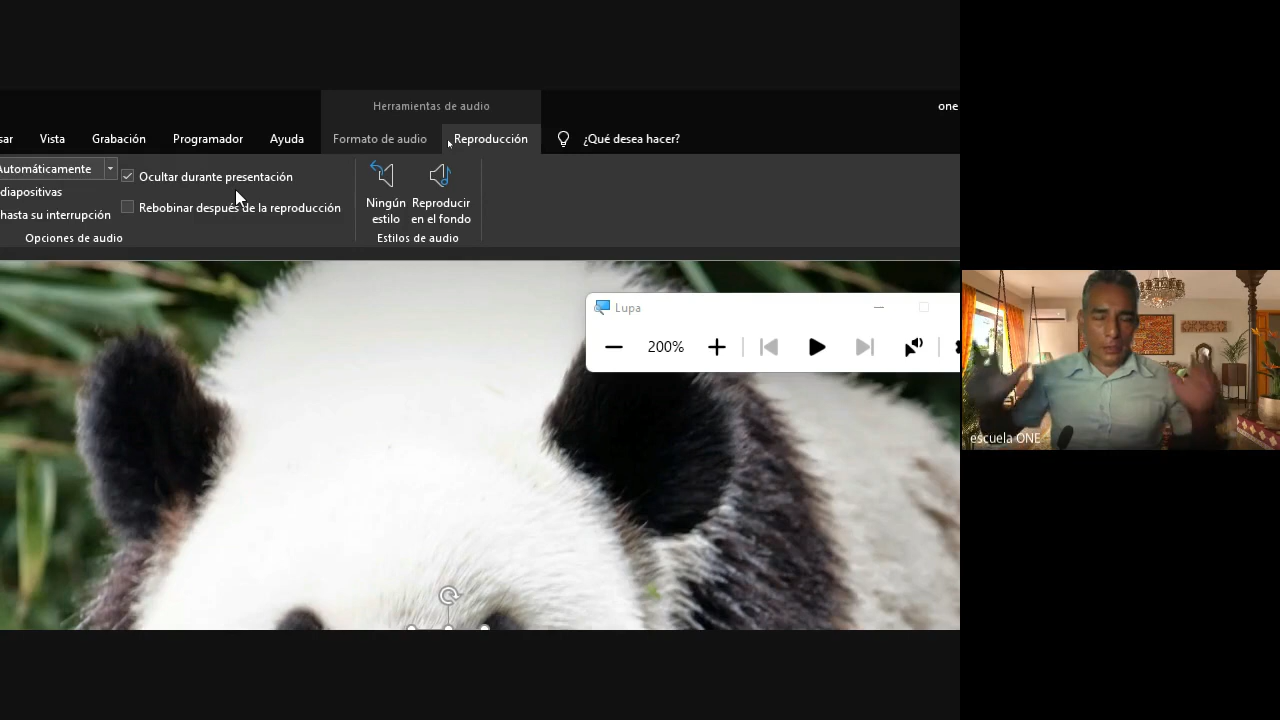 Herramientas de audio
one
sar
Vista
Grabación
Programador
Ayuda
Formato de audio
Reproducción
¿Qué desea hacer?
Automáticamente
diapositivas
hasta su interrupción
Ocultar durante presentación
Rebobinar después de la reproducción
Opciones de audio
Ningún
estilo
Reproducir
en el fondo
Estilos de audio
Lupa
200%
escuela ONE